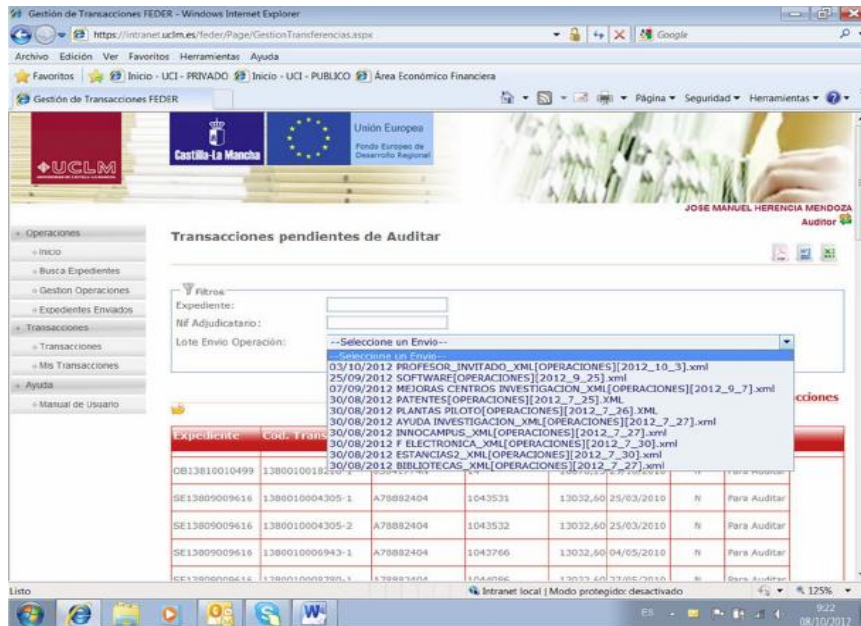 Gestión de Transacciones FEDER - Windows Internet Explorer
https://intranet.uclm.es/feder/Page/GestionTransferencias.aspx
Google
Archivo Edición Ver Favoritos Herramientas Ayuda
Favoritos Inicio - UCI - PRIVADO Inicio - UCI - PUBLICO Área Económico Financiera
Gestión de Transacciones FEDER
Página Seguridad Herramientas
UCLM
Castilla-La Mancha
Unión Europea
Fondo Europeo de
Desarrollo Regional
JOSE MANUEL HERENCIA MENDOZA
Auditor
Operaciones
Inicio
Busca Expedientes
Gestion Operaciones
Expedientes Enviados
Transacciones
Transacciones
Mis Transacciones
Ayuda
Manual de Usuario
Transacciones pendientes de Auditar
Filtros
Expediente:
Nif Adjudicatario:
Lote Envio Operación:
--Seleccione un Envio--
--Seleccione un Envio--
03/10/2012 PROFESOR_INVITADO_XML[OPERACIONES][2012_10_3].xml
25/09/2012 SOFTWARE[OPERACIONES][2012_9_25].xml
07/09/2012 MEJORAS CENTROS INVESTIGACION_XML[OPERACIONES][2012_9_7].xml
30/08/2012 PATENTES[OPERACIONES][2012_7_25].XML
30/08/2012 PLANTAS PILOTO[OPERACIONES][2012_7_26].XML
30/08/2012 AYUDA INVESTIGACION_XML[OPERACIONES][2012_7_27].xml
30/08/2012 INNOCAMPUS_XML[OPERACIONES][2012_7_27].xml
30/08/2012 F ELECTRONICA_XML[OPERACIONES][2012_7_30].xml
30/08/2012 ESTANCIAS2_XML[OPERACIONES][2012_7_30].xml
30/08/2012 BIBLIOTECAS_XML[OPERACIONES][2012_7_27].xml
cciones
Expediente Cod. Trans
OB13810010499 Para Auditar
SE13809009616 1380010004305-1 A78882404 1043531 13032,60 25/03/2010 N Para Auditar
SE13809009616 1380010004305-2 A78882404 1043532 13032,60 25/03/2010 N Para Auditar
SE13809009616 1380010006943-1 A78882404 1043766 13032,60 04/05/2010 N Para Auditar
Listo
Intranet local | Modo protegido: desactivado
125%
ES
9:22
08/10/2012